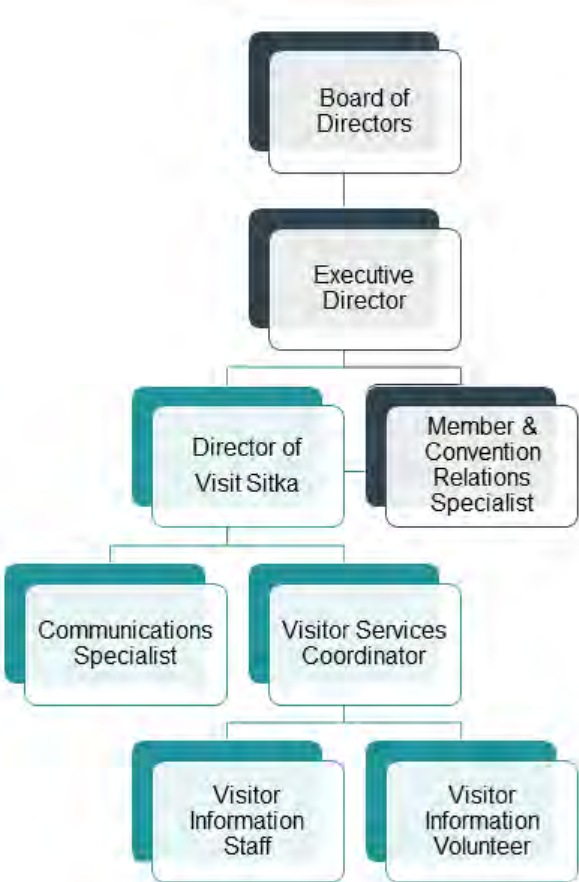 Board of
Directors
Executive
Director
Director of
Visit Sitka
Member &
Convention
Relations
Specialist
Communications
Specialist
Visitor Services
Coordinator
Visitor
Information
Staff
Visitor
Information
Volunteer